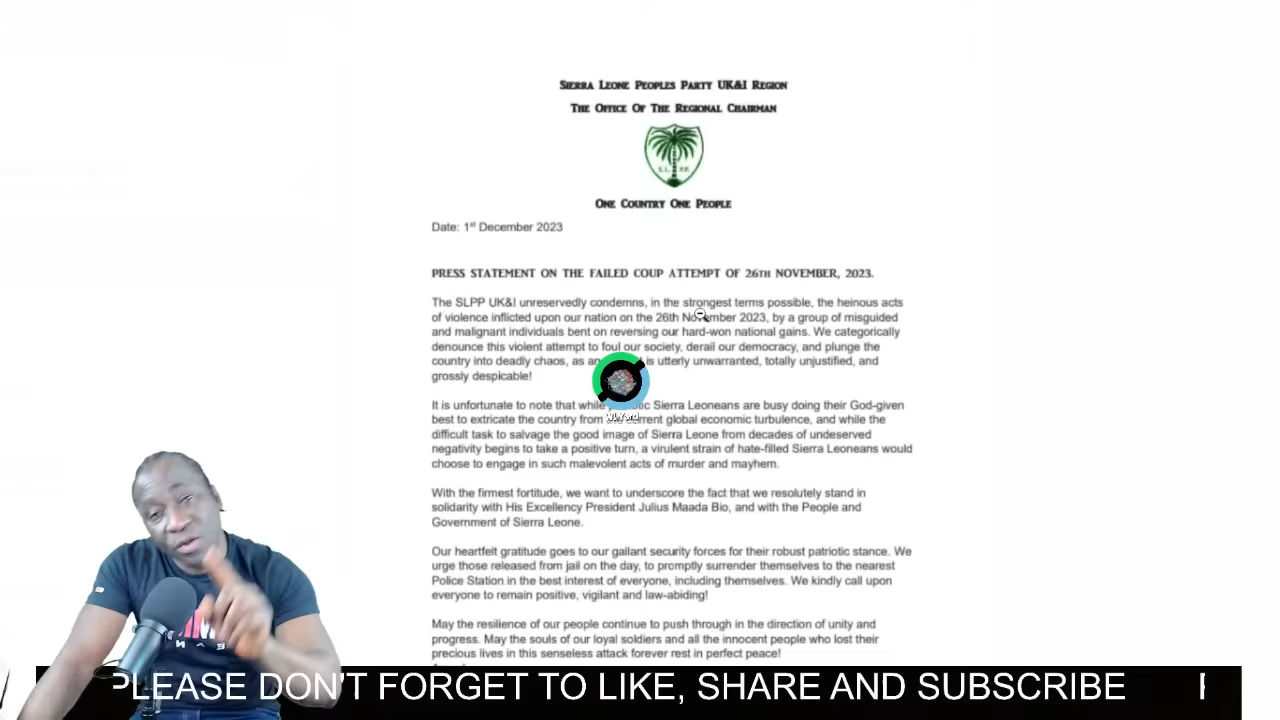 SIERRA LEONE PEOPLES PARTY UK&I REGION
THE OFFICE OF THE REGIONAL CHAIRMAN
S.L.P.P.
ONE COUNTRY ONE PEOPLE
Date: 1st December 2023
PRESS STATEMENT ON THE FAILED COUP ATTEMPT OF 26TH NOVEMBER, 2023.
The SLPP UK&I unreservedly condemns, in the strongest terms possible, the heinous acts
of violence inflicted upon our nation on the 26th November 2023, by a group of misguided
and malignant individuals bent on reversing our hard-won national gains. We categorically
denounce this violent attempt to foul our society, derail our democracy, and plunge the
country into deadly chaos, as is utterly unwarranted, totally unjustified, and
grossly despicable!
It is unfortunate to note that while Sierra Leoneans are busy doing their God-given
best to extricate the country from current global economic turbulence, and while the
difficult task to salvage the good image of Sierra Leone from decades of undeserved
negativity begins to take a positive turn, a virulent strain of hate-filled Sierra Leoneans would
choose to engage in such malevolent acts of murder and mayhem.
With the firmest fortitude, we want to underscore the fact that we resolutely stand in
solidarity with His Excellency President Julius Maada Bio, and with the People and
Government of Sierra Leone.
Our heartfelt gratitude goes to our gallant security forces for their robust patriotic stance. We
urge those released from jail on the day, to promptly surrender themselves to the nearest
Police Station in the best interest of everyone, including themselves. We kindly call upon
everyone to remain positive, vigilant and law-abiding!
May the resilience of our people continue to push through in the direction of unity and
progress. May the souls of our loyal soldiers and all the innocent people who lost their
precious lives in this senseless attack forever rest in perfect peace!
PLEASE DON'T FORGET TO LIKE, SHARE AND SUBSCRIBE